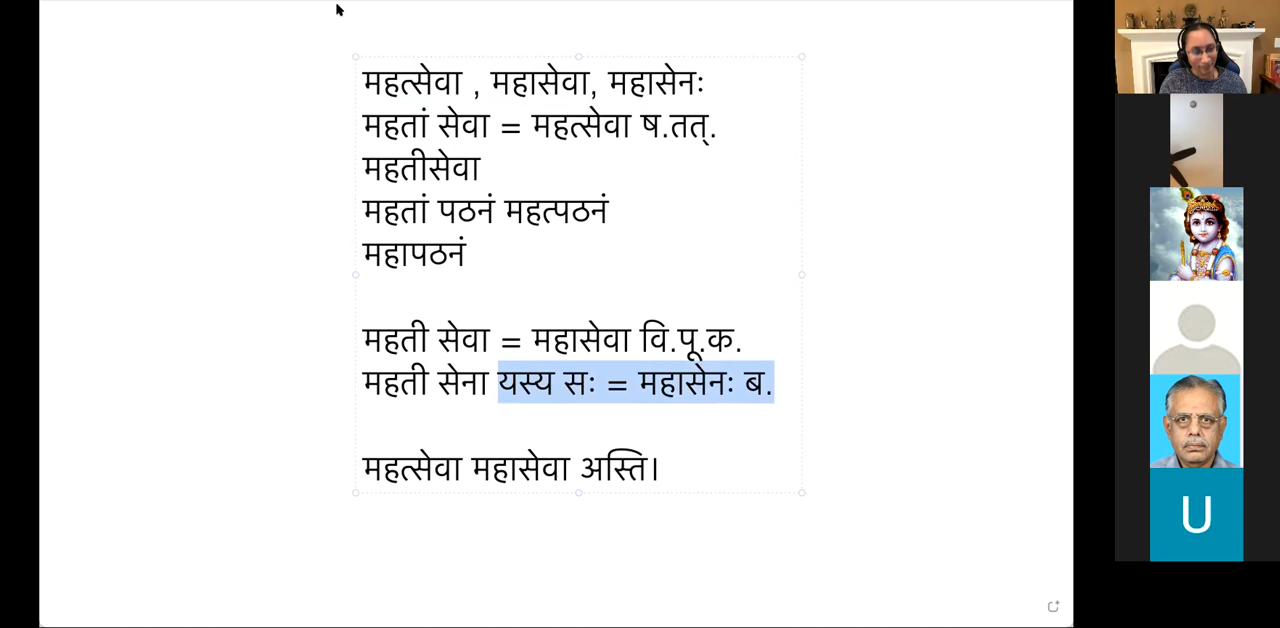 महत्सेवा , महासेवा, महासेनः
महतां सेवा = महत्सेवा ष.तत्.
महतीसेवा
महतां पठनं महत्पठनं
महापठनं
महती सेवा = महासेवा वि.पू.क.
महती सेना यस्य सः = महासेनः ब.
महत्सेवा महासेवा अस्ति।
U